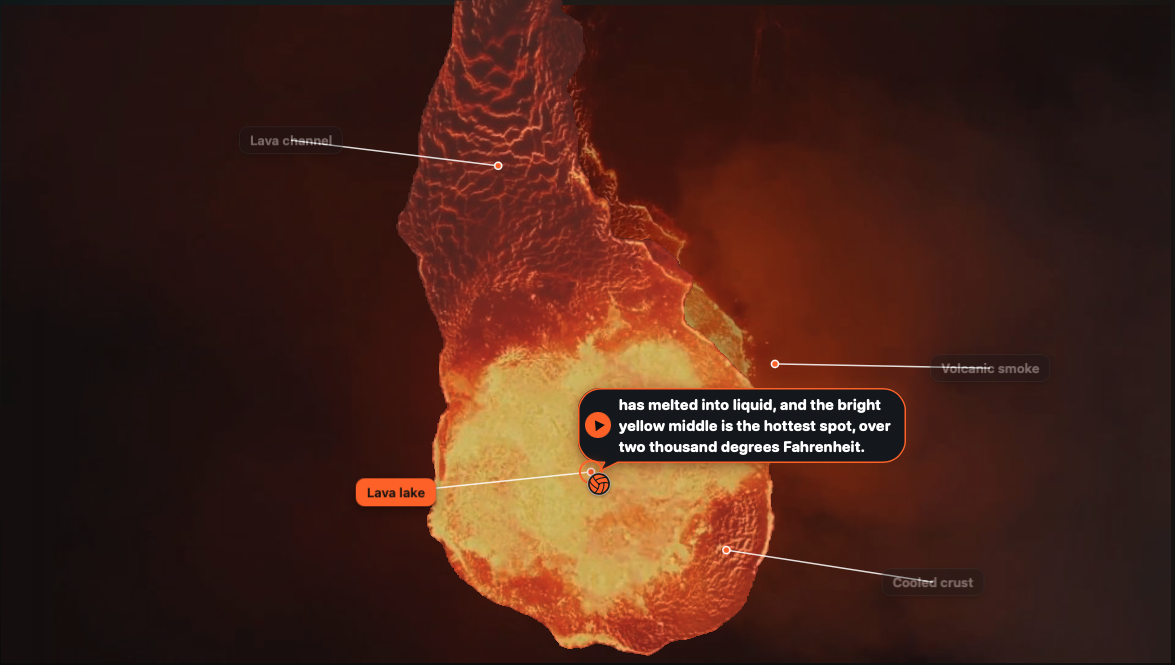 Lava channel
Volcanic smoke
has melted into liquid, and the bright
yellow middle is the hottest spot, over
two thousand degrees Fahrenheit.
Lava lake
Cooled crust